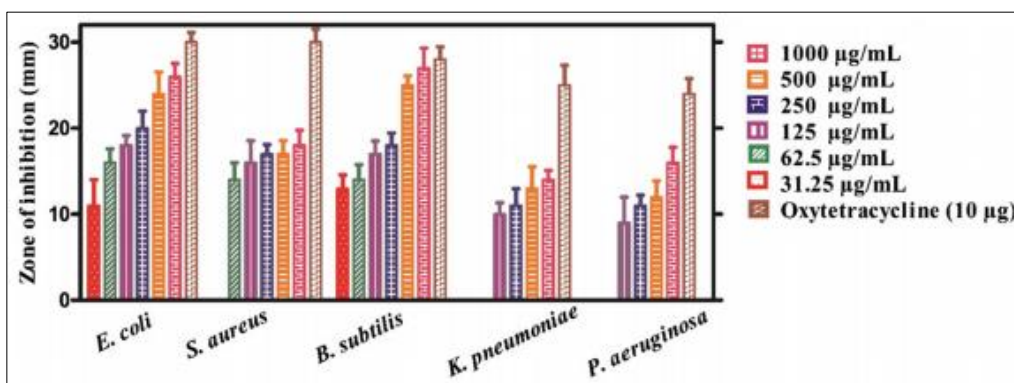 Zone of inhibition (mm)
30
20
10
0
E. coli
S. aureus
B. subtilis
K. pneumoniae
P. aeruginosa
1000 µg/mL
500 µg/mL
250 µg/mL
125 µg/mL
62.5 µg/mL
31.25 µg/mL
Oxytetracycline (10 µg)